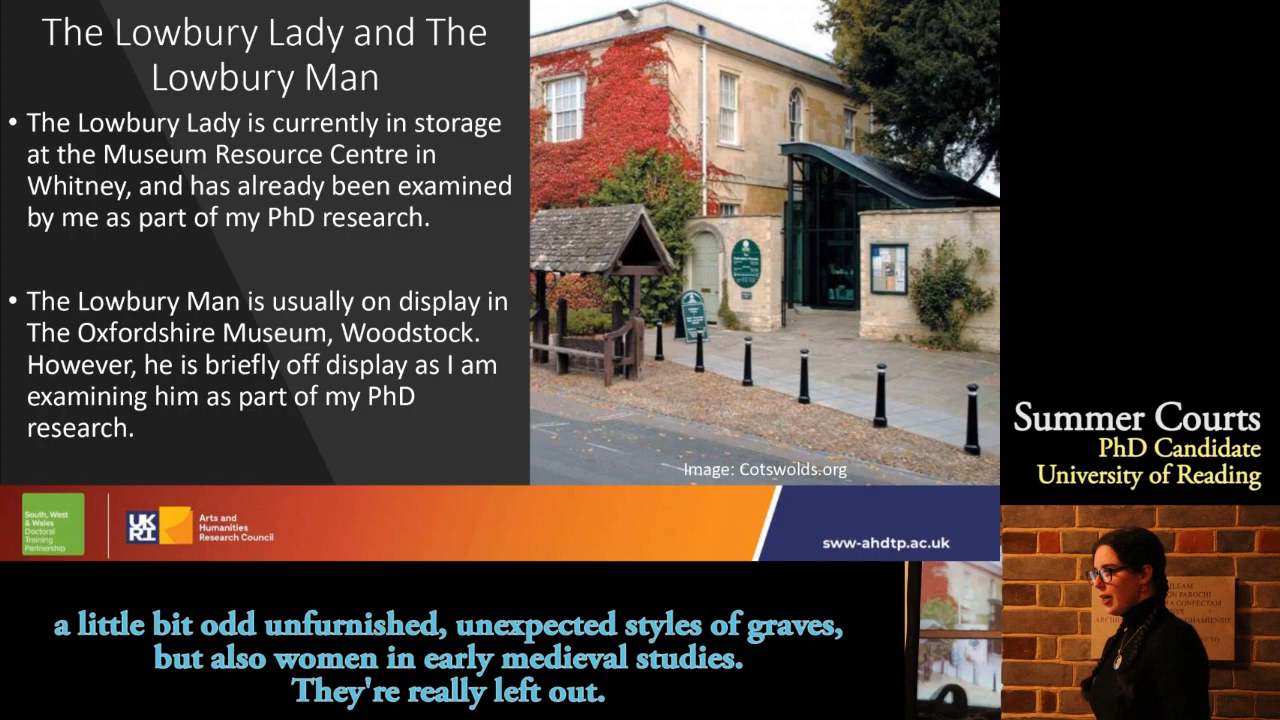 The Lowbury Lady and The
Lowbury Man
• The Lowbury Lady is currently in storage
at the Museum Resource Centre in
Whitney, and has already been examined
by me as part of my PhD research.
• The Lowbury Man is usually on display in
The Oxfordshire Museum, Woodstock.
However, he is briefly off display as I am
examining him as part of my PhD
research.
Image: Cotswolds.org
South, West
& Wales
Doctoral
Training
Partnership
UK
RI
Arts and
Humanities
Research Council
sww-ahdtp.ac.uk
Summer Courts
PhD Candidate
University of Reading
a little bit odd unfurnished, unexpected styles of graves,
but also women in early medieval studies.
They're really left out.
CONFECTAM